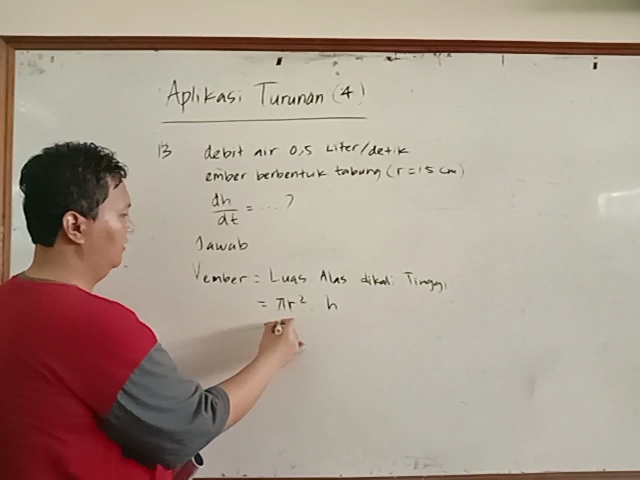 Aplikasi Turunan (4)
13 debit air 0,5 Liter/detik
ember berbentuk tabung (r = 15 cm)
dh/dt = .... ?
Jawab
Vember = Luas Alas dikali Tinggi
= πr². h